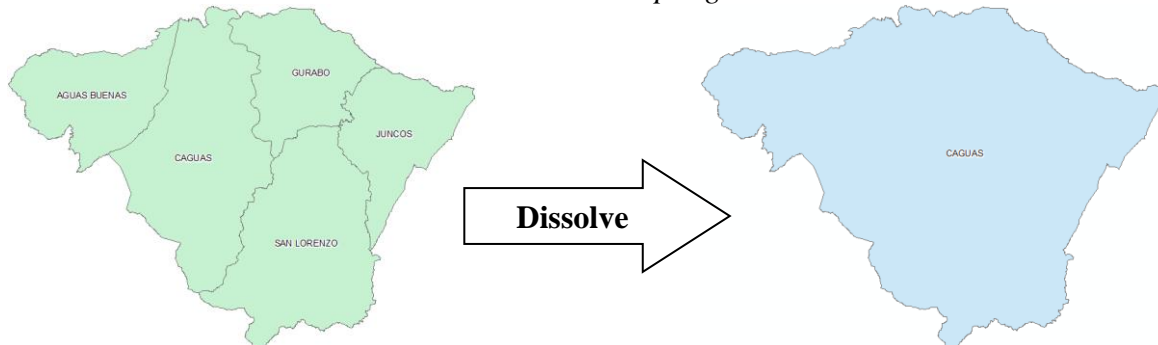 GURABO
AGUAS BUENAS
JUNCOS
CAGUAS
SAN LORENZO
Dissolve
CAGUAS